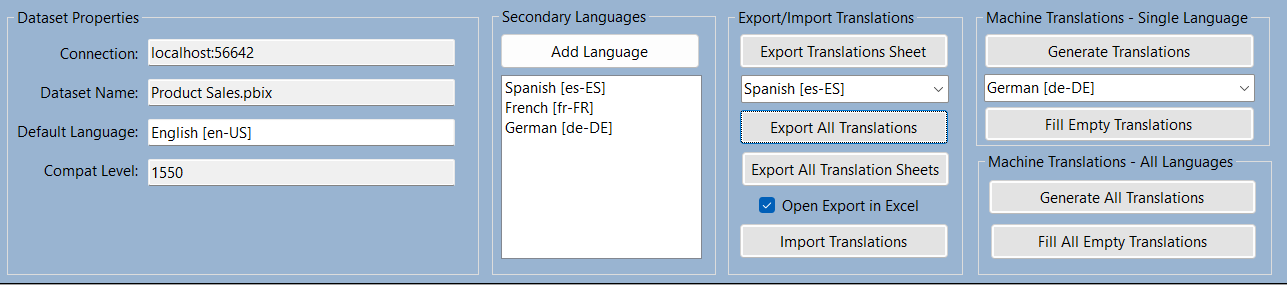 Dataset Properties
Connection: localhost:56642
Dataset Name: Product Sales.pbix
Default Language: English [en-US]
Compat Level: 1550
Secondary Languages
Add Language
Spanish [es-ES]
French [fr-FR]
German [de-DE]
Export/Import Translations
Export Translations Sheet
Spanish [es-ES]
Export All Translations
Export All Translation Sheets
Open Export in Excel
Import Translations
Machine Translations - Single Language
Generate Translations
German [de-DE]
Fill Empty Translations
Machine Translations - All Languages
Generate All Translations
Fill All Empty Translations